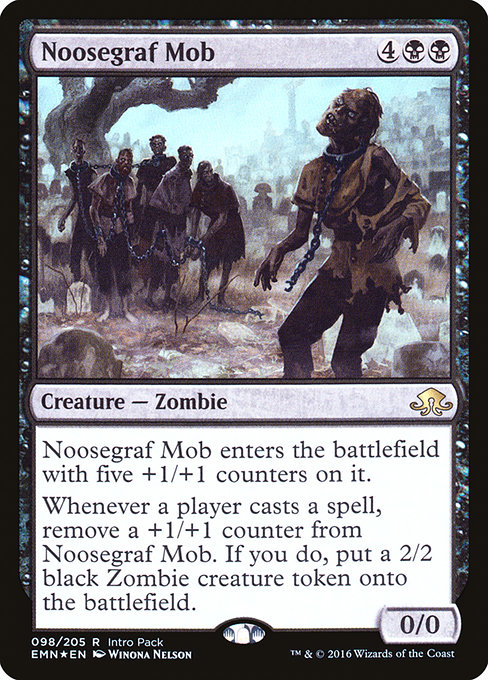 Noosegraf Mob 4
Creature — Zombie
Noosegraf Mob enters the battlefield
with five +1/+1 counters on it.
Whenever a player casts a spell,
remove a +1/+1 counter from
Noosegraf Mob. If you do, put a 2/2
black Zombie creature token onto
the battlefield.
0/0
098/205 R Intro Pack
EMN★EN Winona Nelson ™ & © 2016 Wizards of the Coast